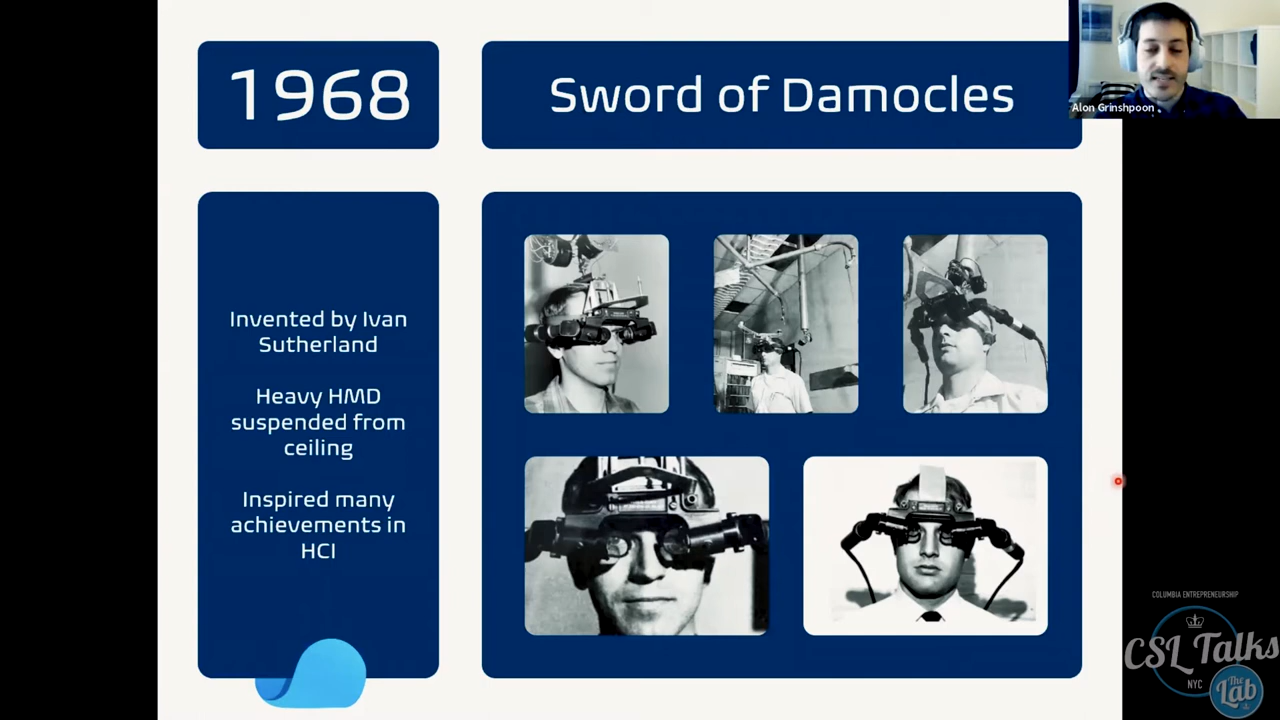 1968
Sword of Damocles
Alon Grinshpoon
Invented by Ivan
Sutherland
Heavy HMD
suspended from
ceiling
Inspired many
achievements in
HCI
COLUMBIA ENTREPRENEURSHIP
CSL Talks
NYC
The
Lab